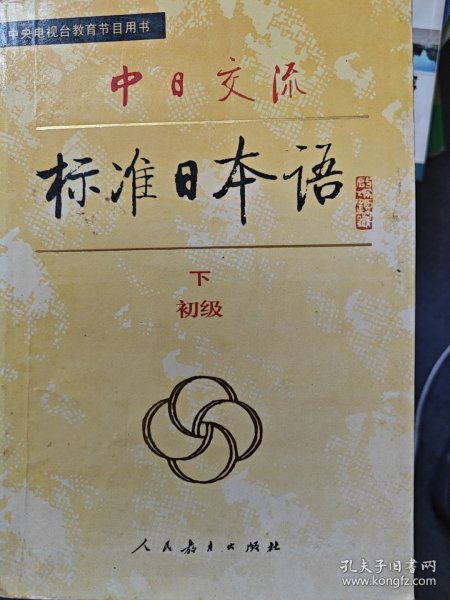 中央电视台教育节目用书
中日交流
标准日本语
下
初级
人民教育出版社
孔夫子旧书网
www.kongfz.com